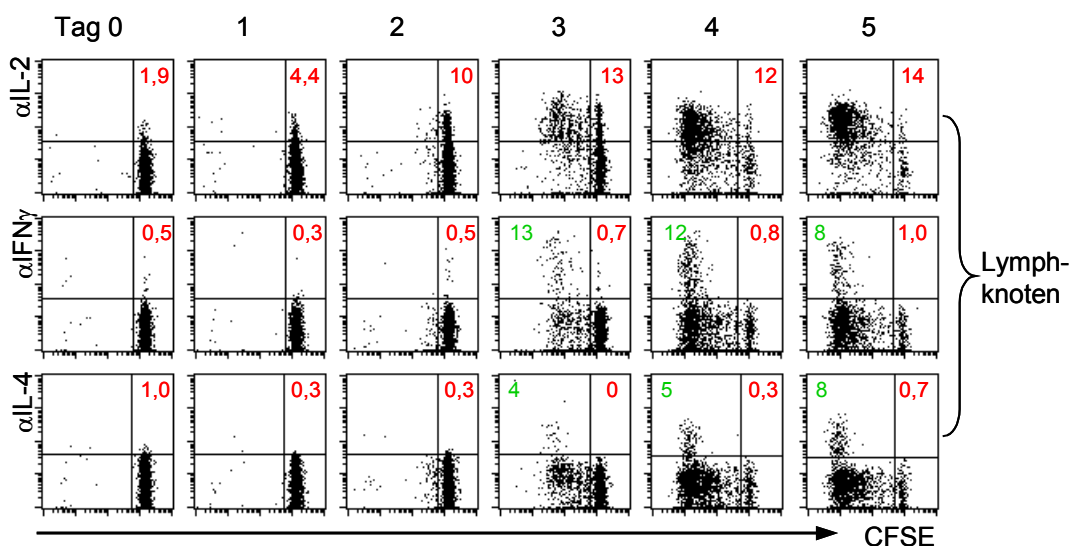 Tag 0 1 2 3 4 5
αIL-2 1,9 4,4 10 13 12 14
αIFNγ 0,5 0,3 0,5 13 0,7 12 0,8 8 1,0
Lymph-
knoten
αIL-4 1,0 0,3 0,3 4 0 5 0,3 8 0,7
CFSE